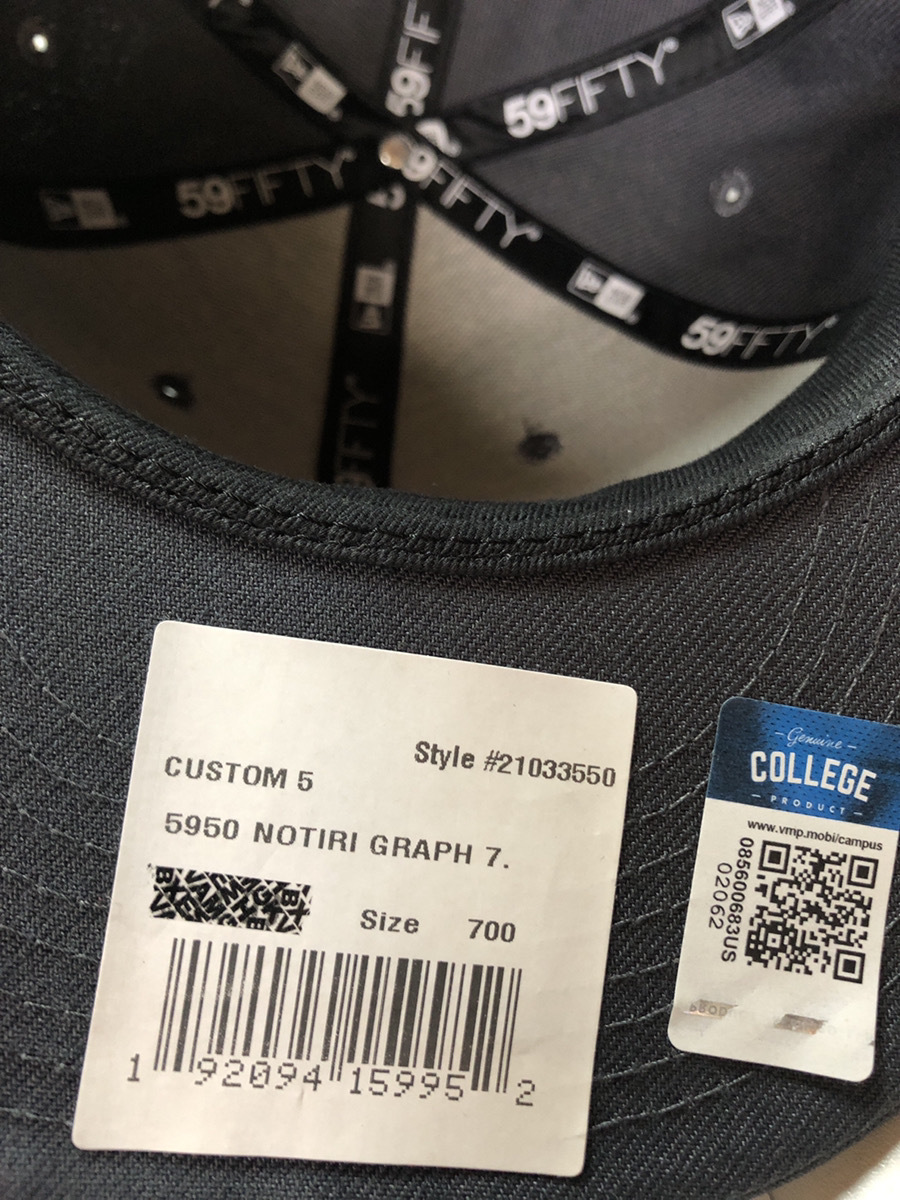 59FIFTY
59FIFTY
59FIFTY
59FIFTY
CUSTOM 5
Style #21033550
5950 NOTIRI GRAPH 7.
Size 700
1 92094 15995 2
Genuine
COLLEGE
PRODUCT
www.vmp.mobi/campus
085600683US
02062